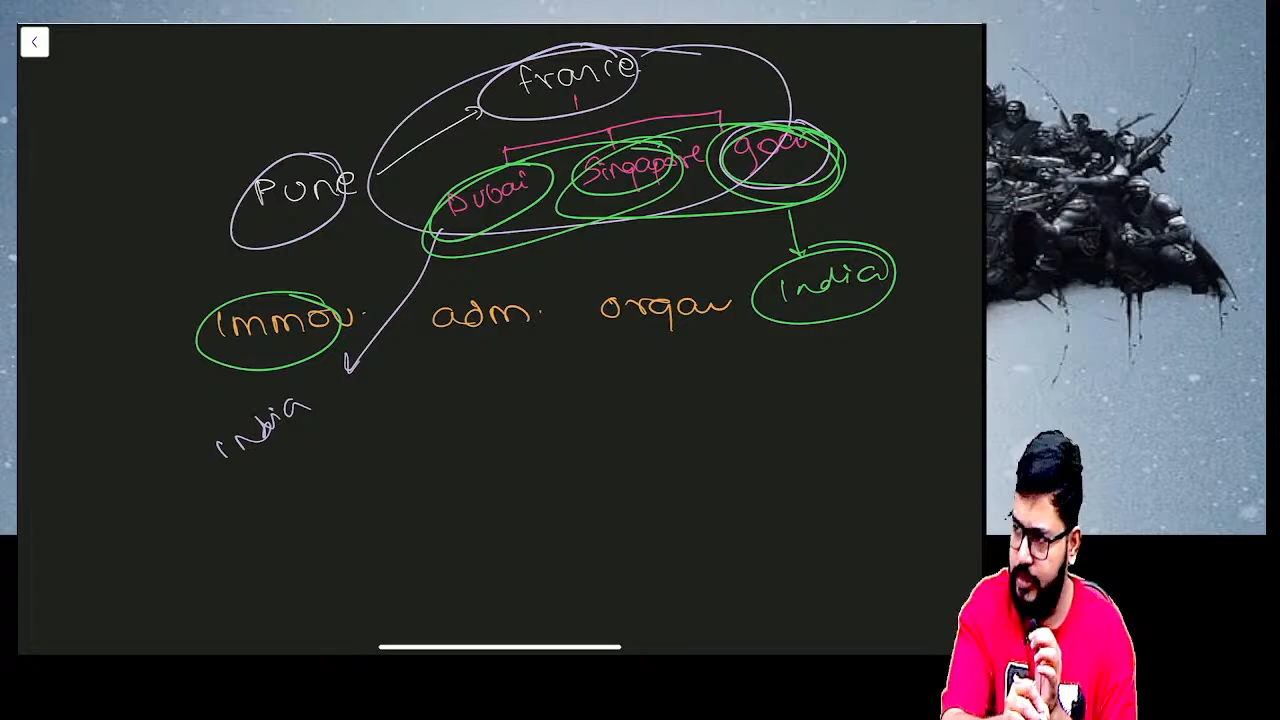 france
Dubai Singapore goa
Pune
India
Immov. adm. organ
india